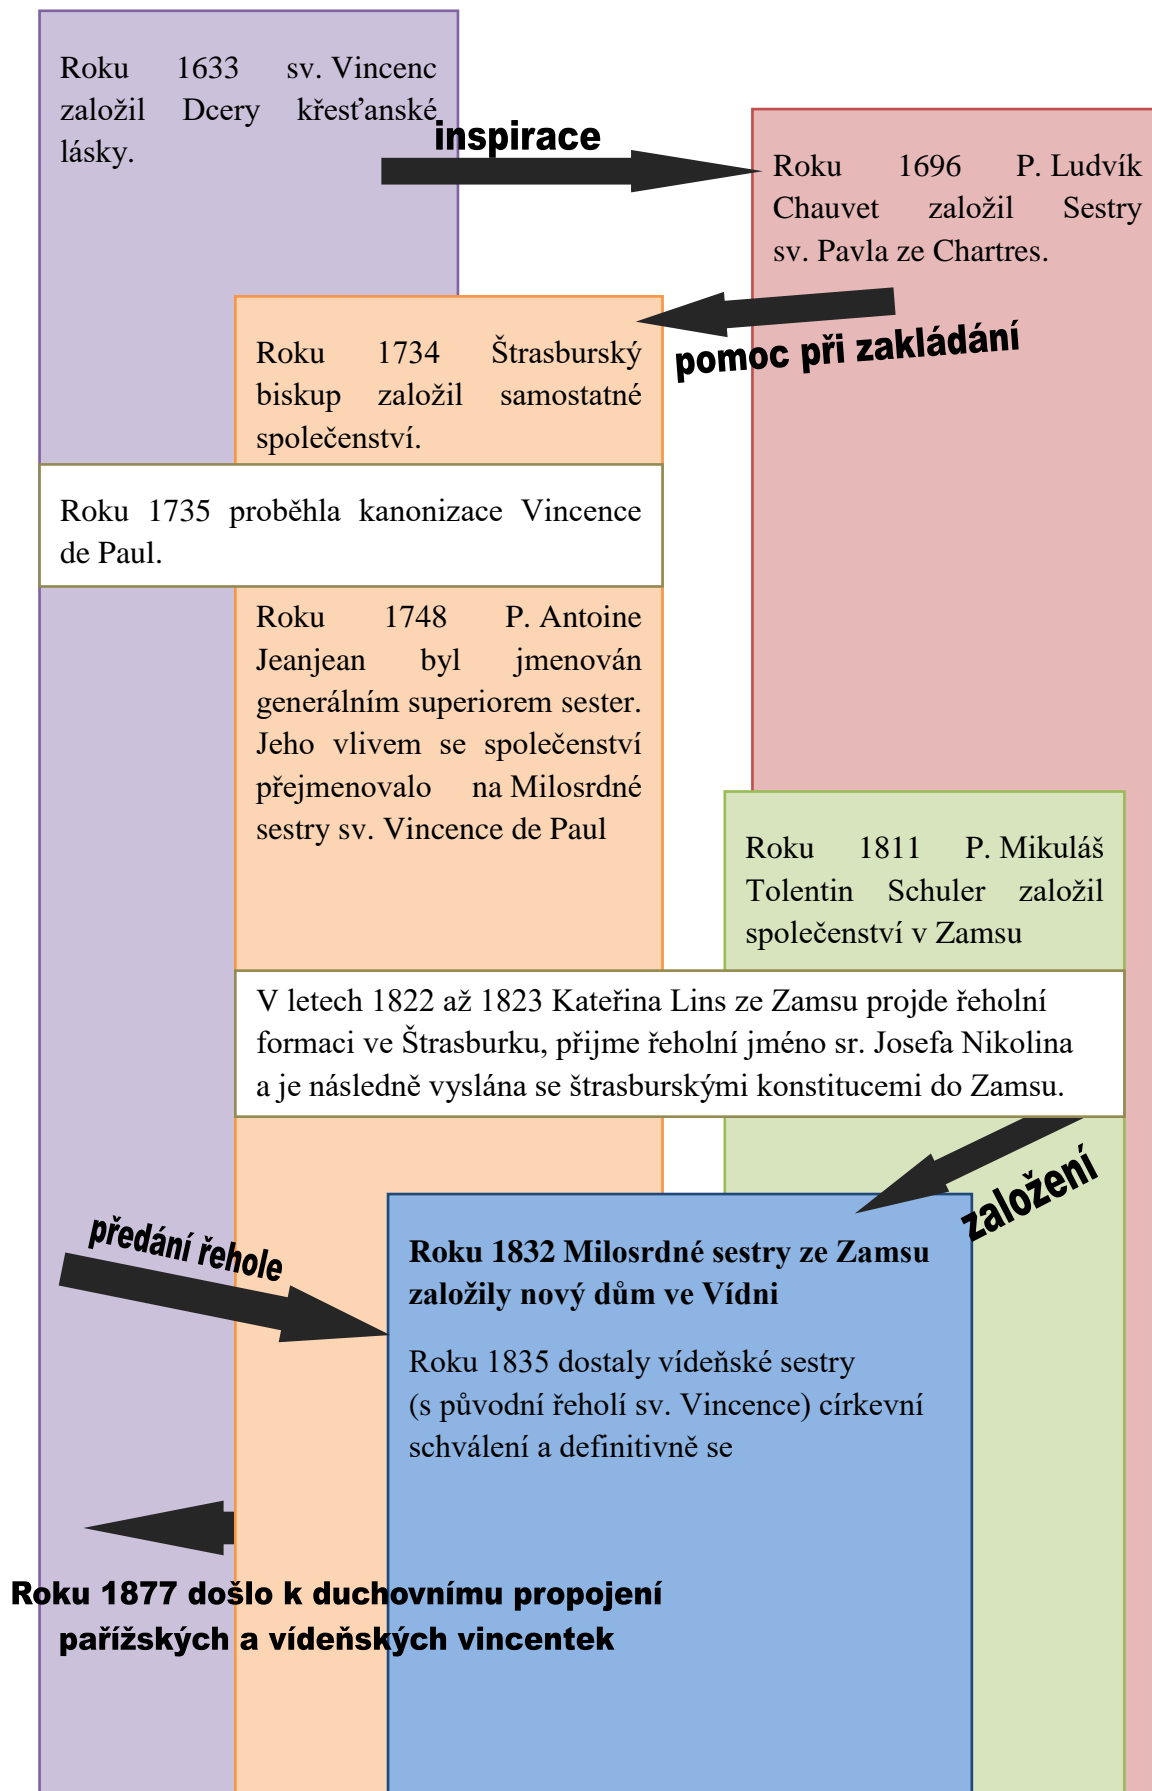 Roku 1633 sv. Vincenc
založil Dcery křesťanské
lásky.
inspirace
Roku 1696 P. Ludvík
Chauvet založil Sestry
sv. Pavla ze Chartres.
pomoc při zakládání
Roku 1734 Štrasburský
biskup založil samostatné
společenství.
Roku 1735 proběhla kanonizace Vincence
de Paul.
Roku 1748 P. Antoine
Jeanjean byl jmenován
generálním superiorem sester.
Jeho vlivem se společenství
přejmenovalo na Milosrdné
sestry sv. Vincence de Paul
Roku 1811 P. Mikuláš
Tolentin Schuler založil
společenství v Zamsu
V letech 1822 až 1823 Kateřina Lins ze Zamsu projde řeholní
formaci ve Štrasburku, přijme řeholní jméno sr. Josefa Nikolina
a je následně vyslána se štrasburskými konstitucemi do Zamsu.
založení
předání řehole
Roku 1832 Milosrdné sestry ze Zamsu
založily nový dům ve Vídni
Roku 1835 dostaly vídeňské sestry
(s původní řeholí sv. Vincence) církevní
schválení a definitivně se
Roku 1877 došlo k duchovnímu propojení
pařížských a vídeňských vincentek